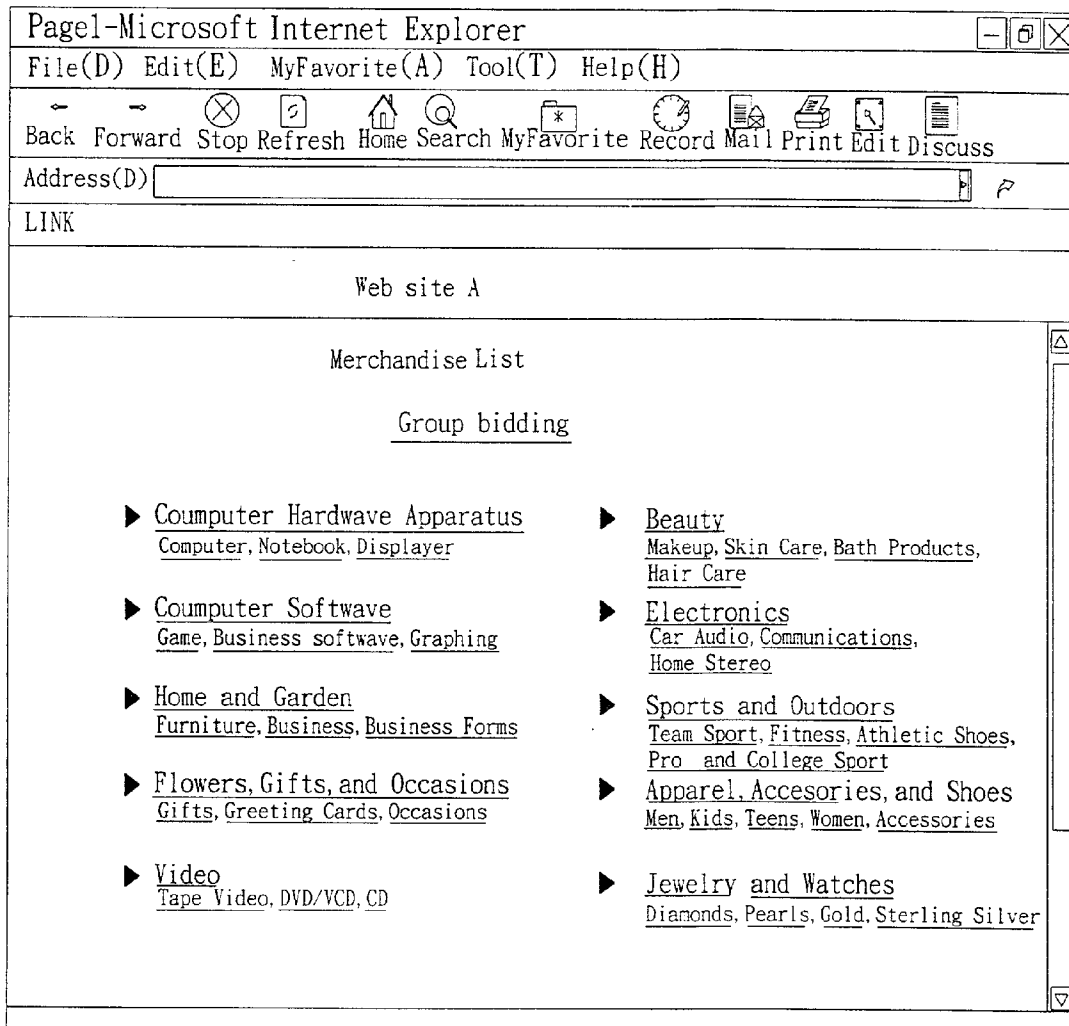 Page1-Microsoft Internet Explorer
File(D) Edit(E) MyFavorite(A) Tool(T) Help(H)
Back Forward Stop Refresh Home Search MyFavorite Record Mail Print Edit Discuss
Address(D)
LINK
Web site A
Merchandise List
Group bidding
Coumputer Hardwave Apparatus
Computer, Notebook, Displayer
Coumputer Softwave
Game, Business software, Graphing
Home and Garden
Furniture, Business, Business Forms
Flowers, Gifts, and Occasions
Gifts, Greeting Cards, Occasions
Video
Tape Video, DVD/VCD, CD
Beauty
Makeup, Skin Care, Bath Products,
Hair Care
Electronics
Car Audio, Communications,
Home Stereo
Sports and Outdoors
Team Sport, Fitness, Athletic Shoes,
Pro and College Sport
Apparel, Accesories, and Shoes
Men, Kids, Teens, Women, Accessories
Jewelry and Watches
Diamonds, Pearls, Gold, Sterling Silver